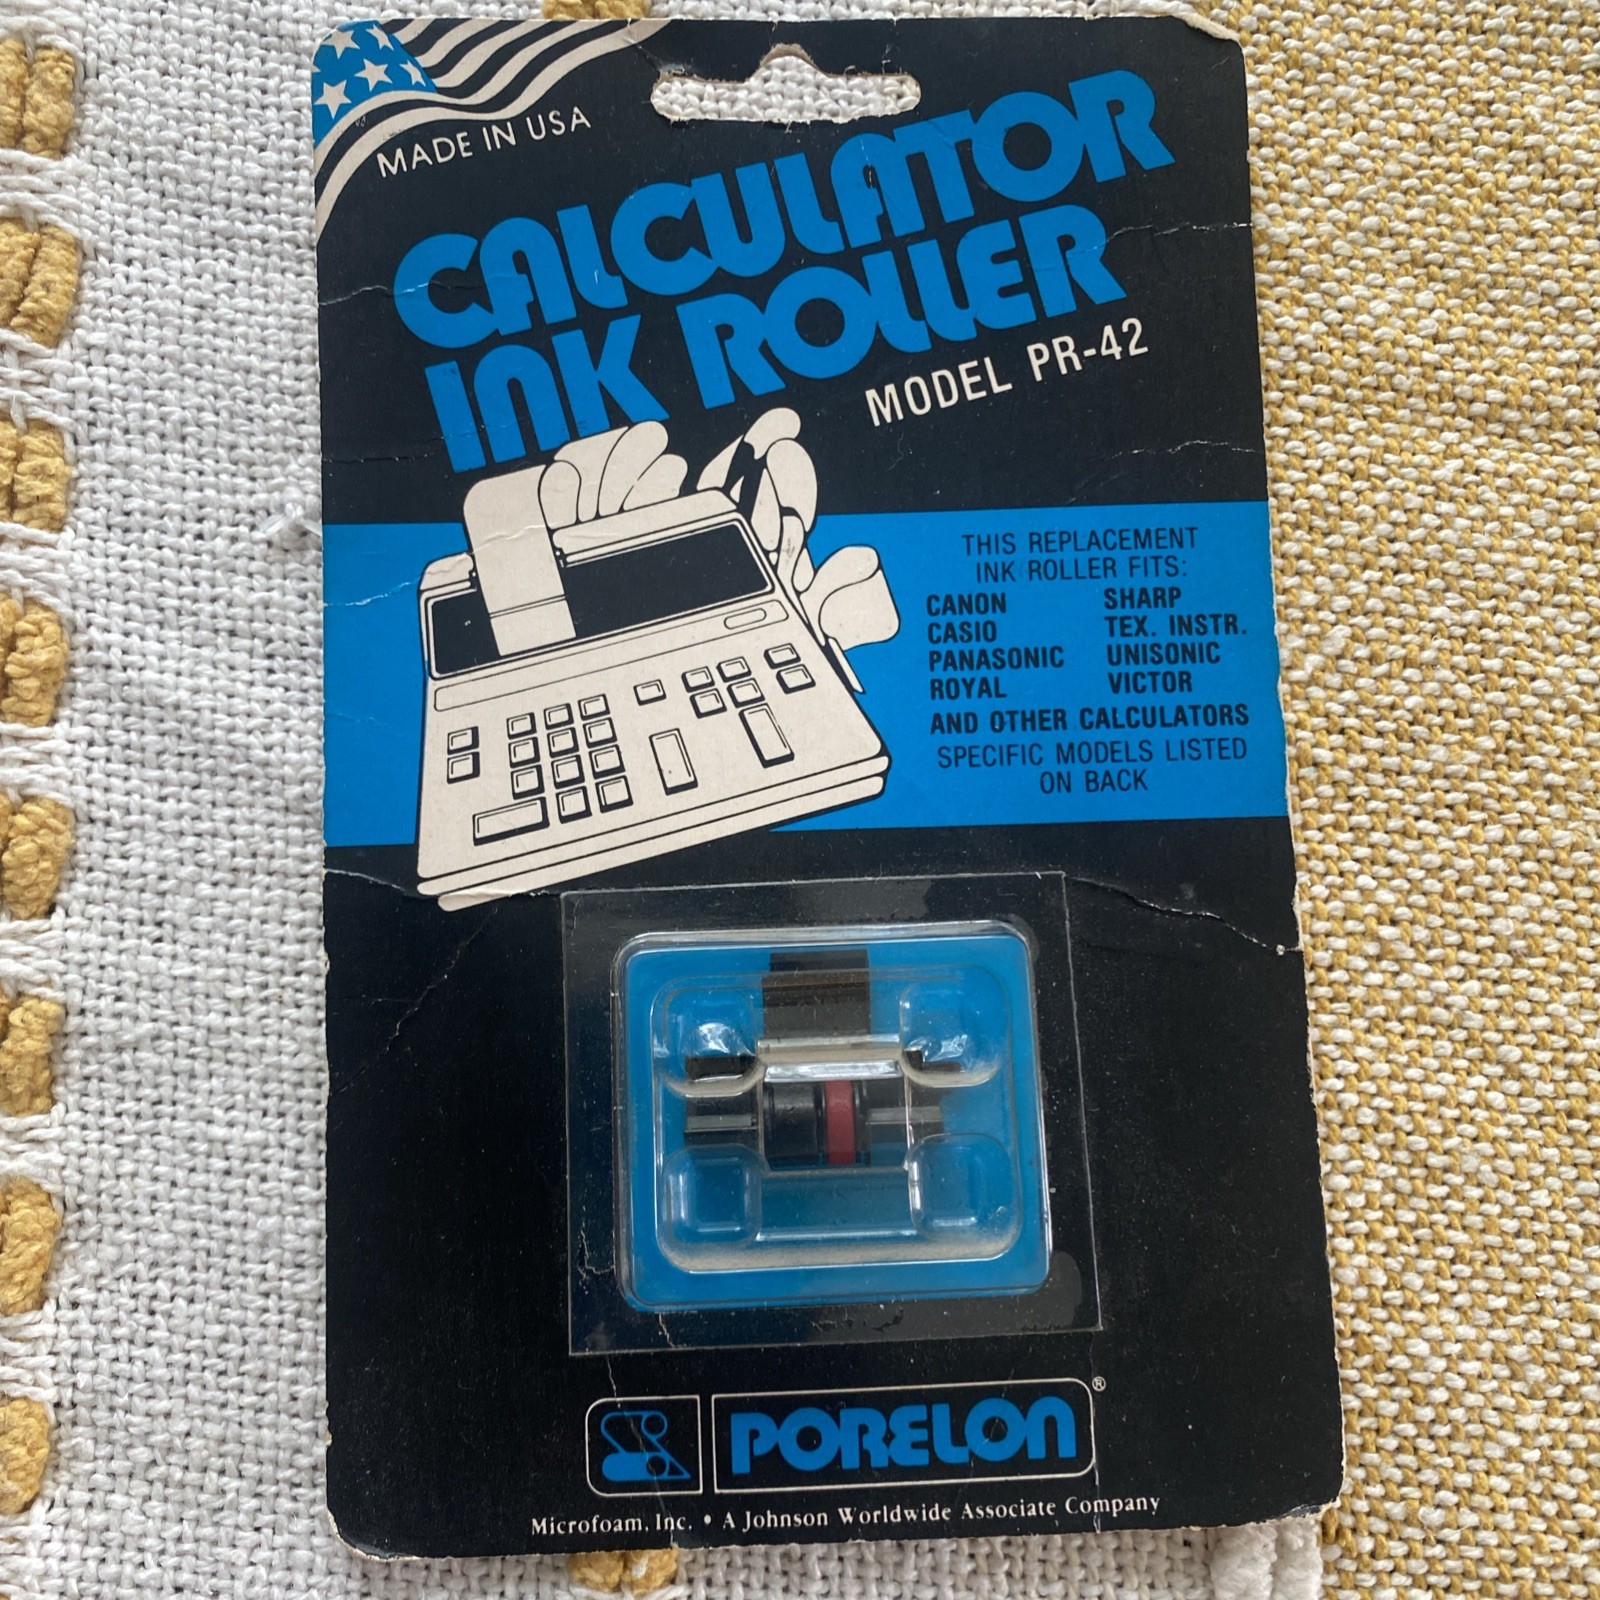 MADE IN USA
CALCULATOR
INK ROLLER
MODEL PR-42
THIS REPLACEMENT
INK ROLLER FITS:
CANON SHARP
CASIO TEX. INSTR.
PANASONIC UNISONIC
ROYAL VICTOR
AND OTHER CALCULATORS
SPECIFIC MODELS LISTED
ON BACK
PORELON®
Microfoam, Inc. • A Johnson Worldwide Associate Company